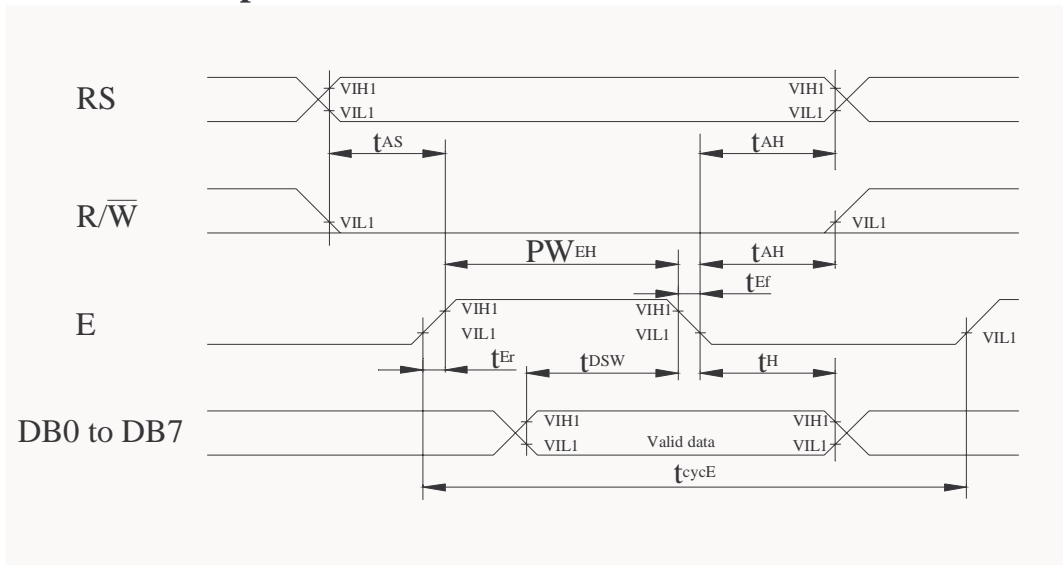 RS
VIH1
VIH1
VIL1
VIL1
tAS
tAH
R/W̅
VIL1
VIL1
PWEH
tAH
tEf
E
VIH1
VIH1
VIL1
VIL1
VIL1
tEr
tDSW
tH
DB0 to DB7
VIH1
VIH1
VIL1
Valid data
VIL1
tcycE